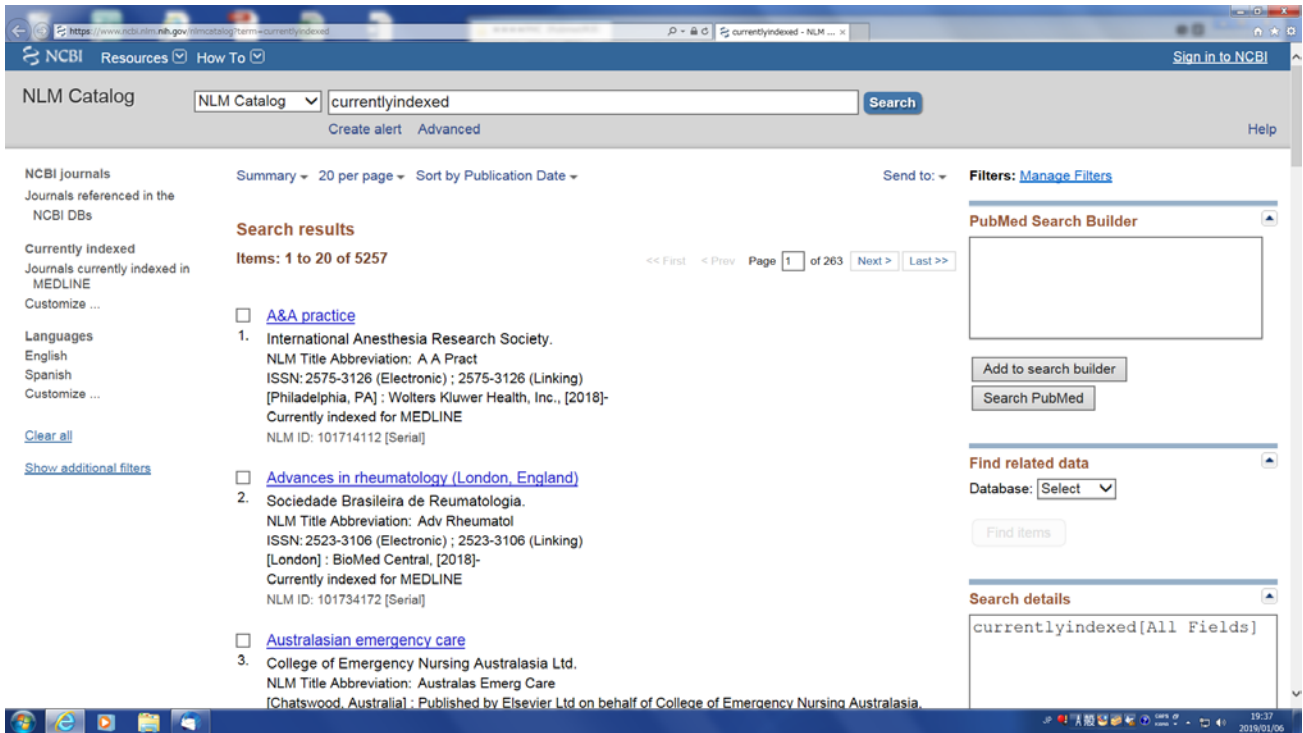 https://www.ncbi.nlm.nih.gov/nlmcatalog?term=currentlyindexed
currentlyindexed - NLM ... ×
NCBI Resources How To Sign in to NCBI
NLM Catalog NLM Catalog currentlyindexed Search
Create alert Advanced Help
NCBI journals
Journals referenced in the
NCBI DBs
Currently indexed
Journals currently indexed in
MEDLINE
Customize ...
Languages
English
Spanish
Customize ...
Clear all
Show additional filters
Summary 20 per page Sort by Publication Date Send to:
Search results
Items: 1 to 20 of 5257
<< First < Prev Page 1 of 263 Next > Last >>
A&A practice
1. International Anesthesia Research Society.
NLM Title Abbreviation: A A Pract
ISSN: 2575-3126 (Electronic) ; 2575-3126 (Linking)
[Philadelphia, PA] : Wolters Kluwer Health, Inc., [2018]-
Currently indexed for MEDLINE
NLM ID: 101714112 [Serial]
Advances in rheumatology (London, England)
2. Sociedade Brasileira de Reumatologia.
NLM Title Abbreviation: Adv Rheumatol
ISSN: 2523-3106 (Electronic) ; 2523-3106 (Linking)
[London] : BioMed Central, [2018]-
Currently indexed for MEDLINE
NLM ID: 101734172 [Serial]
Australasian emergency care
3. College of Emergency Nursing Australasia Ltd.
NLM Title Abbreviation: Australas Emerg Care
[Chatswood, Australia] : Published by Elsevier Ltd on behalf of College of Emergency Nursing Australasia,
Filters: Manage Filters
PubMed Search Builder
Add to search builder
Search PubMed
Find related data
Database: Select
Find items
Search details
currentlyindexed[All Fields]
JP A 般 CAPS
19:37
2019/01/06